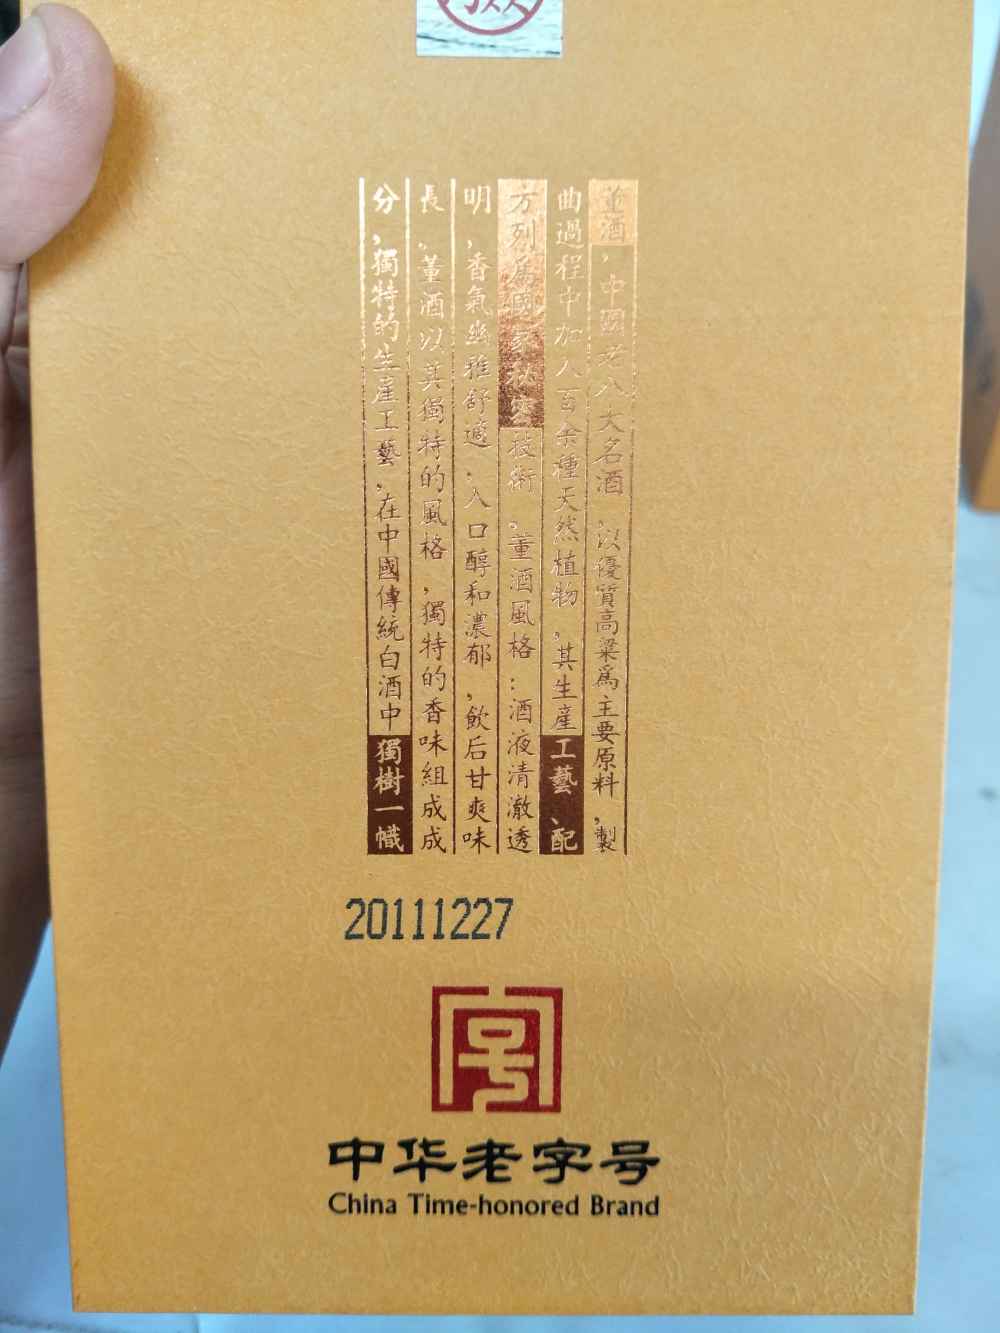 董酒,中國老八大名酒,以優質高粱爲主要原料,製
曲過程中加入百余種天然植物,其生産工藝、配
方列爲國家秘密技術,董酒風格:酒液清澈透
明,香氣幽雅舒適,入口醇和濃郁,飲后甘爽味
長。董酒以其獨特的風格,獨特的香味組成成
分,獨特的生産工藝,在中國傳統白酒中獨樹一幟
20111227
中华老字号
China Time-honored Brand